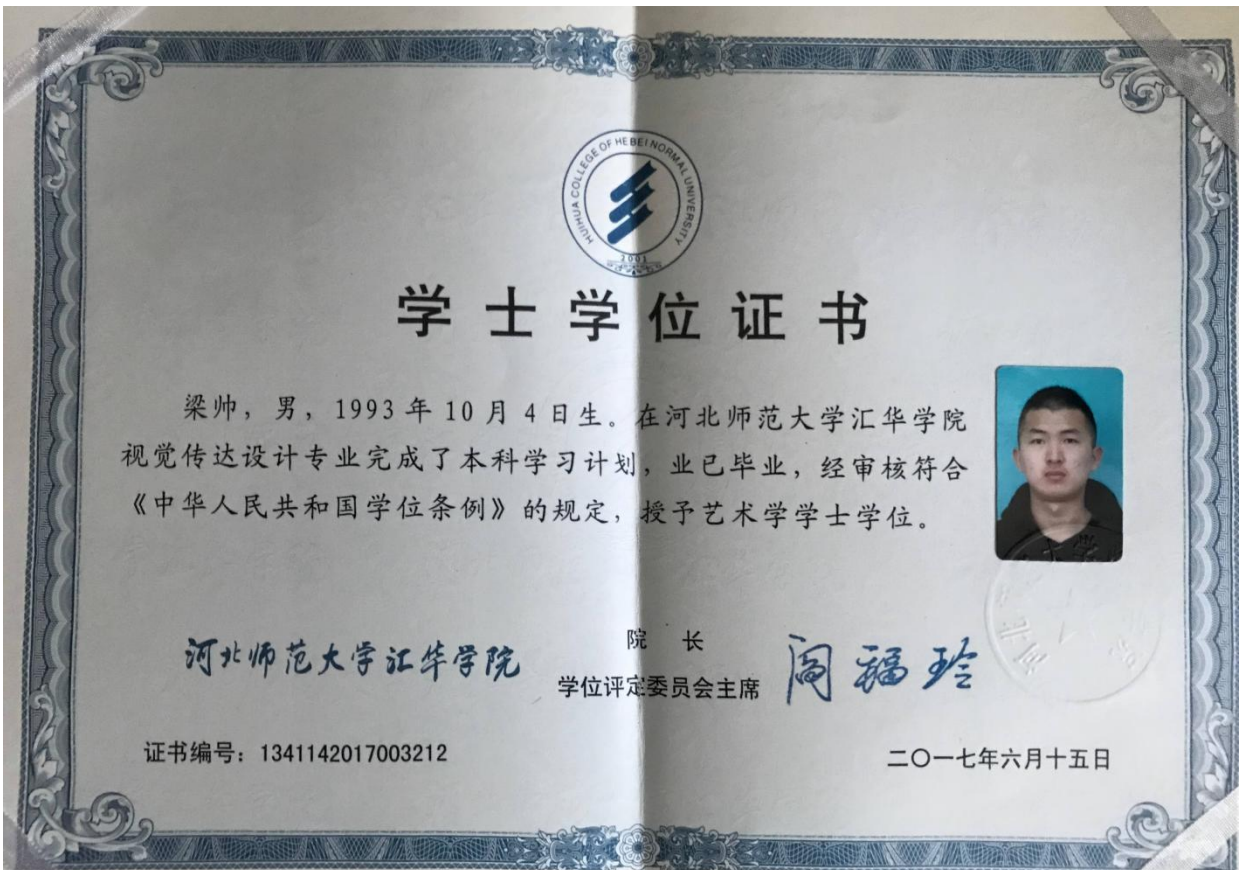 HUIHUA COLLEGE OF HEBEI NORMAL UNIVERSITY
2001
学士学位证书
梁帅，男，1993年10月4日生。在河北师范大学汇华学院
视觉传达设计专业完成了本科学习计划，业已毕业，经审核符合
《中华人民共和国学位条例》的规定，授予艺术学学士学位。
河北师范大学汇华学院
院 长
学位评定委员会主席
阎福玲
证书编号：1341142017003212
二〇一七年六月十五日